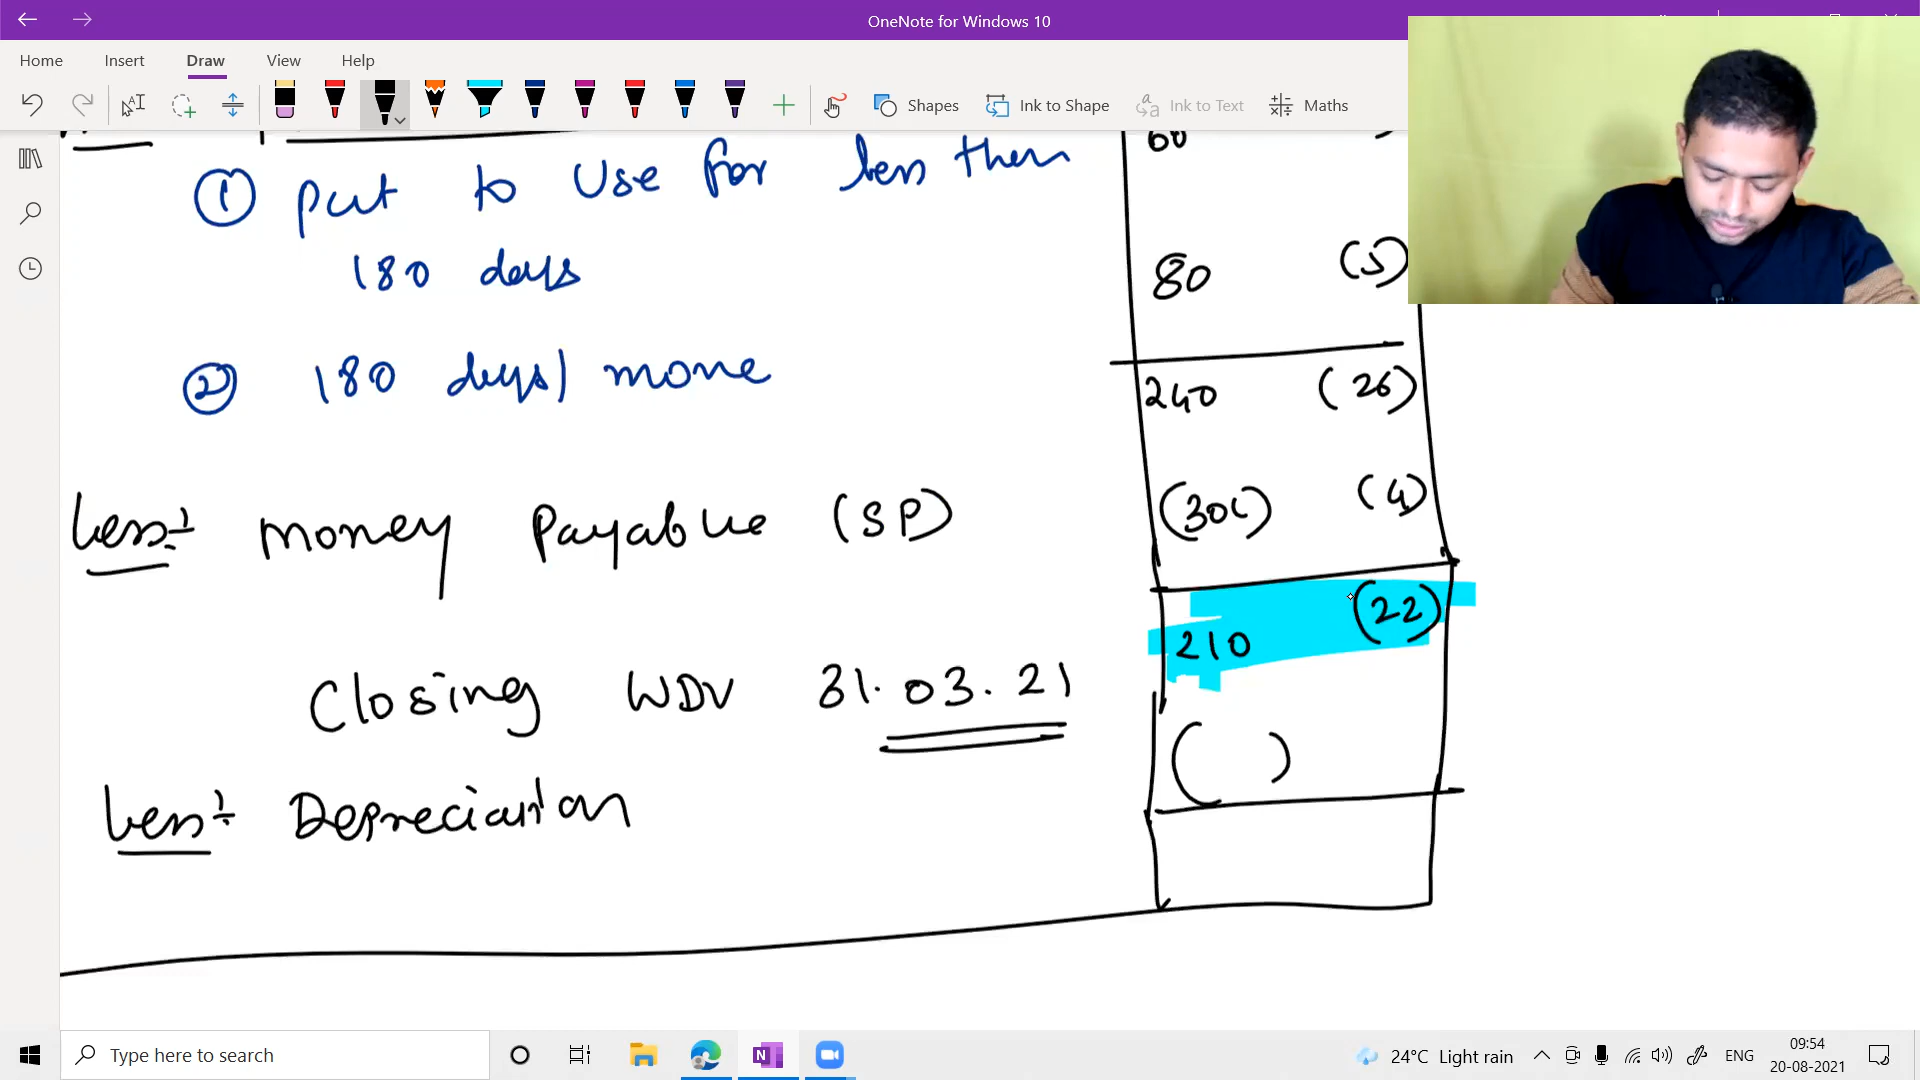 OneNote for Windows 10
Home Insert Draw View Help
Shapes Ink to Shape Ink to Text Maths
60
① put to Use for less then
180 days
80 (5)
② 180 days/ more
240 (26)
Less:- Money Payable (SP)
(4)
210 (22)
Closing WDV 31.03.21
( )
Less:- Depreciation
Type here to search
24°C Light rain
ENG
09:54
20-08-2021